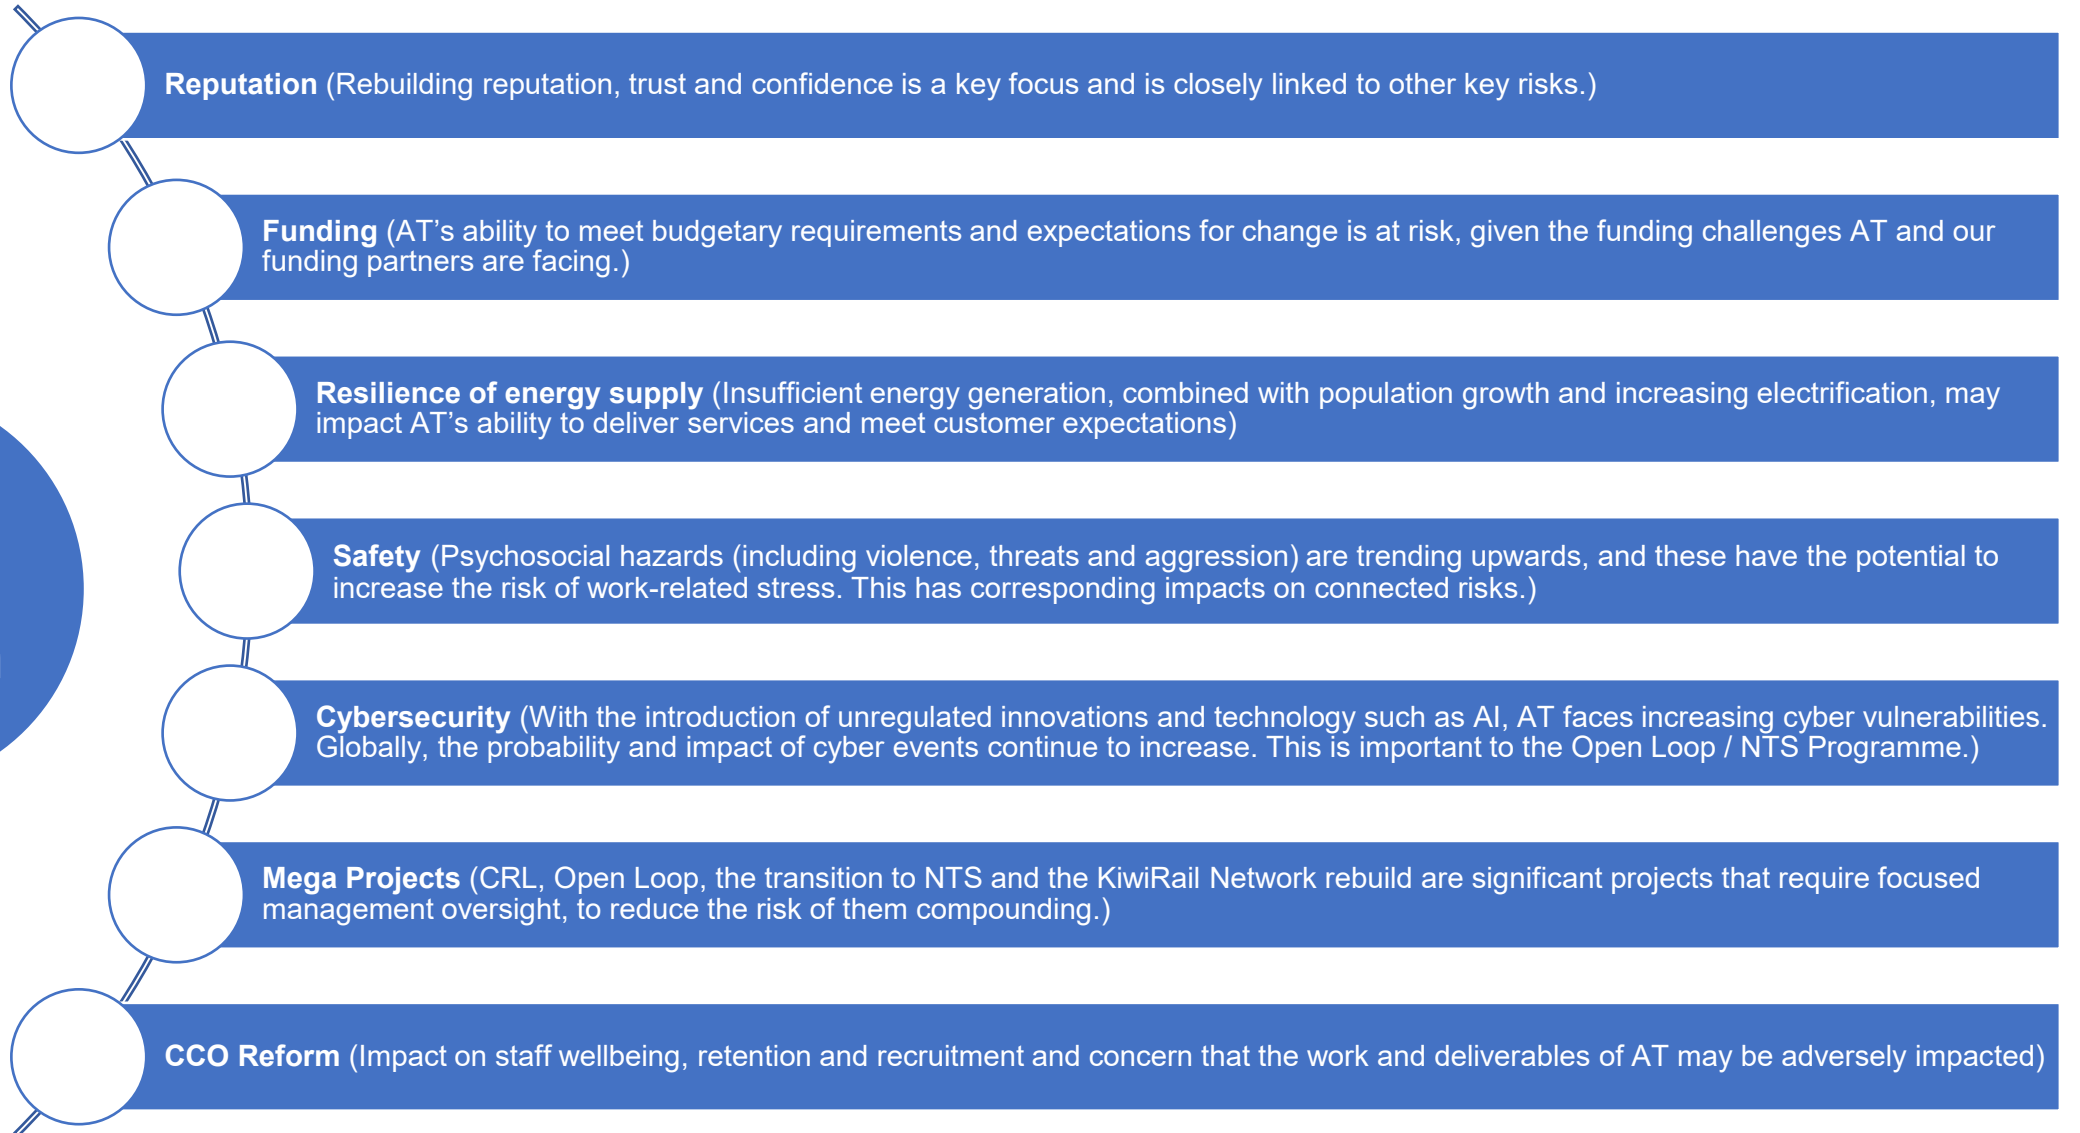 Reputation (Rebuilding reputation, trust and confidence is a key focus and is closely linked to other key risks.)
Funding (AT’s ability to meet budgetary requirements and expectations for change is at risk, given the funding challenges AT and our
funding partners are facing.)
Resilience of energy supply (Insufficient energy generation, combined with population growth and increasing electrification, may
impact AT’s ability to deliver services and meet customer expectations)
Safety (Psychosocial hazards (including violence, threats and aggression) are trending upwards, and these have the potential to
increase the risk of work-related stress. This has corresponding impacts on connected risks.)
Cybersecurity (With the introduction of unregulated innovations and technology such as AI, AT faces increasing cyber vulnerabilities.
Globally, the probability and impact of cyber events continue to increase. This is important to the Open Loop / NTS Programme.)
Mega Projects (CRL, Open Loop, the transition to NTS and the KiwiRail Network rebuild are significant projects that require focused
management oversight, to reduce the risk of them compounding.)
CCO Reform (Impact on staff wellbeing, retention and recruitment and concern that the work and deliverables of AT may be adversely impacted)